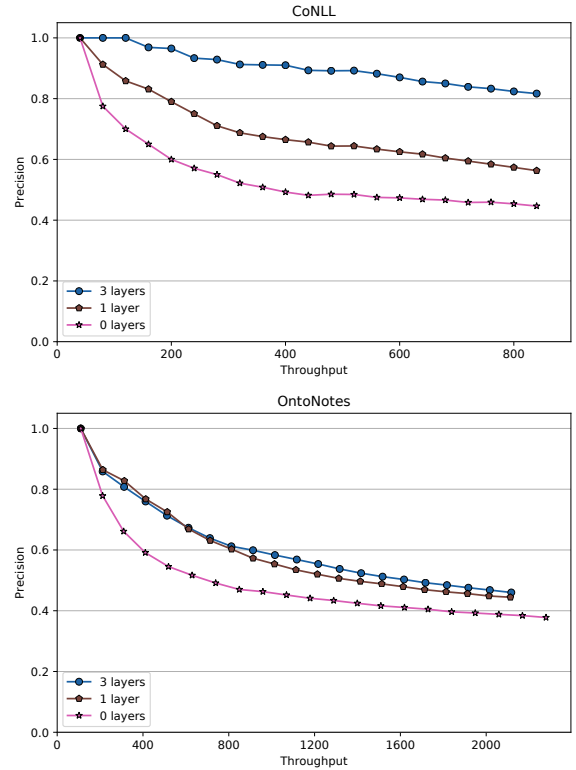 CoNLL
1.0
0.8
0.6
0.4
0.2
0.0
Precision
3 layers
1 layer
0 layers
0 200 400 600 800
Throughput
OntoNotes
1.0
0.8
0.6
0.4
0.2
0.0
Precision
3 layers
1 layer
0 layers
0 400 800 1200 1600 2000
Throughput